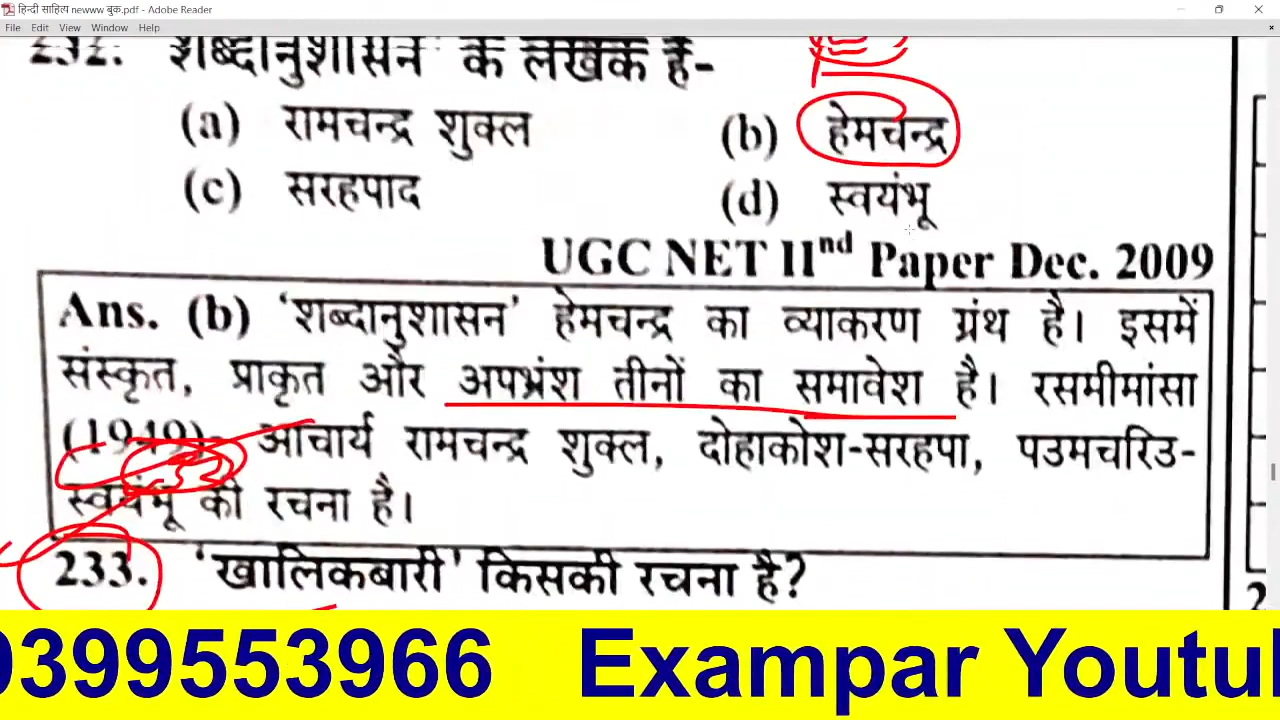 हिन्दी साहित्य newww बुक.pdf - Adobe Reader
File Edit View Window Help
232. 'शब्दानुशासन' के लेखक हैं-
(a) रामचन्द्र शुक्ल (b) हेमचन्द्र
(c) सरहपाद (d) स्वयंभू
UGC NET IInd Paper Dec. 2009
Ans. (b) 'शब्दानुशासन' हेमचन्द्र का व्याकरण ग्रंथ है। इसमें
संस्कृत, प्राकृत और अपभ्रंश तीनों का समावेश है। रसमीमांसा
(1949)- आचार्य रामचन्द्र शुक्ल, दोहाकोश-सरहपा, पउमचरिउ-
स्वयंभू की रचना है।
233. 'खालिकबारी' किसकी रचना है?
0399553966 Exampar Youtu